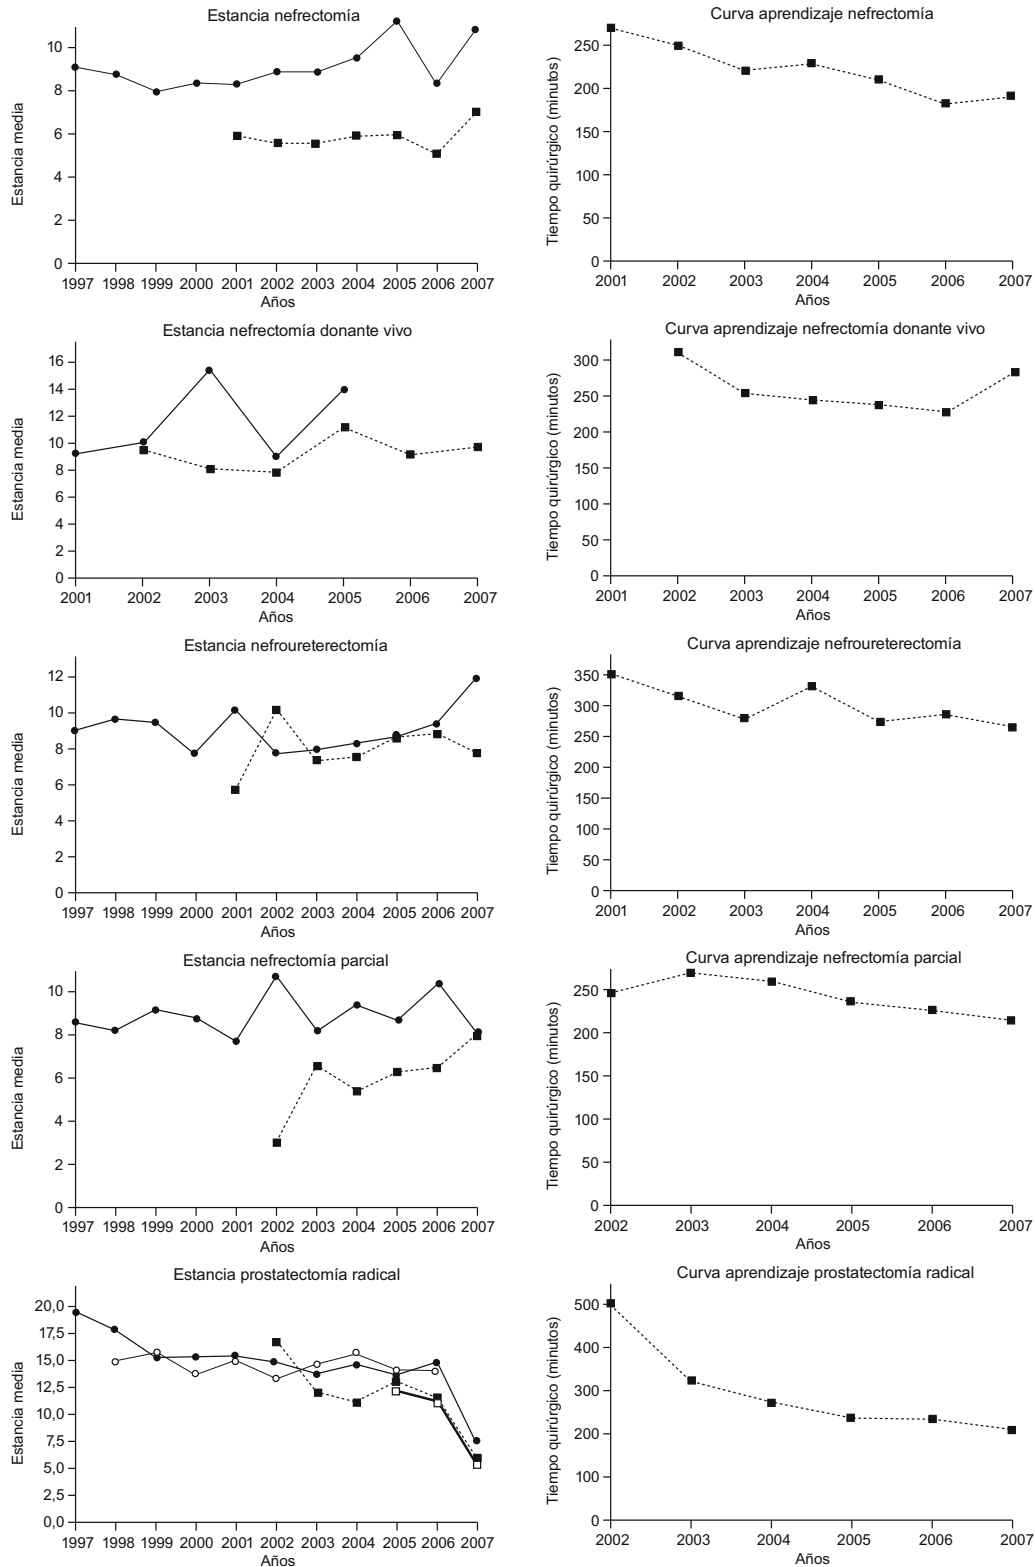 Estancia nefrectomía
Estancia media
10
8
6
4
2
0
1997 1998 1999 2000 2001 2002 2003 2004 2005 2006 2007
Años
Curva aprendizaje nefrectomía
Tiempo quirúrgico (minutos)
250
200
150
100
50
0
2001 2002 2003 2004 2005 2006 2007
Años
Estancia nefrectomía donante vivo
Estancia media
16
14
12
10
8
6
4
2
0
2001 2002 2003 2004 2005 2006 2007
Años
Curva aprendizaje nefrectomía donante vivo
Tiempo quirúrgico (minutos)
300
250
200
150
100
50
0
2001 2002 2003 2004 2005 2006 2007
Años
Estancia nefroureterectomía
Estancia media
12
10
8
6
4
2
0
1997 1998 1999 2000 2001 2002 2003 2004 2005 2006 2007
Años
Curva aprendizaje nefroureterectomía
Tiempo quirúrgico (minutos)
350
300
250
200
150
100
50
0
2001 2002 2003 2004 2005 2006 2007
Años
Estancia nefrectomía parcial
Estancia media
10
8
6
4
2
0
1997 1998 1999 2000 2001 2002 2003 2004 2005 2006 2007
Años
Curva aprendizaje nefrectomía parcial
Tiempo quirúrgico (minutos)
250
200
150
100
50
0
2002 2003 2004 2005 2006 2007
Años
Estancia prostatectomía radical
Estancia media
20,0
17,5
15,0
12,5
10,0
7,5
5,0
2,5
0,0
1997 1998 1999 2000 2001 2002 2003 2004 2005 2006 2007
Años
Curva aprendizaje prostatectomía radical
Tiempo quirúrgico (minutos)
500
400
300
200
100
0
2002 2003 2004 2005 2006 2007
Años